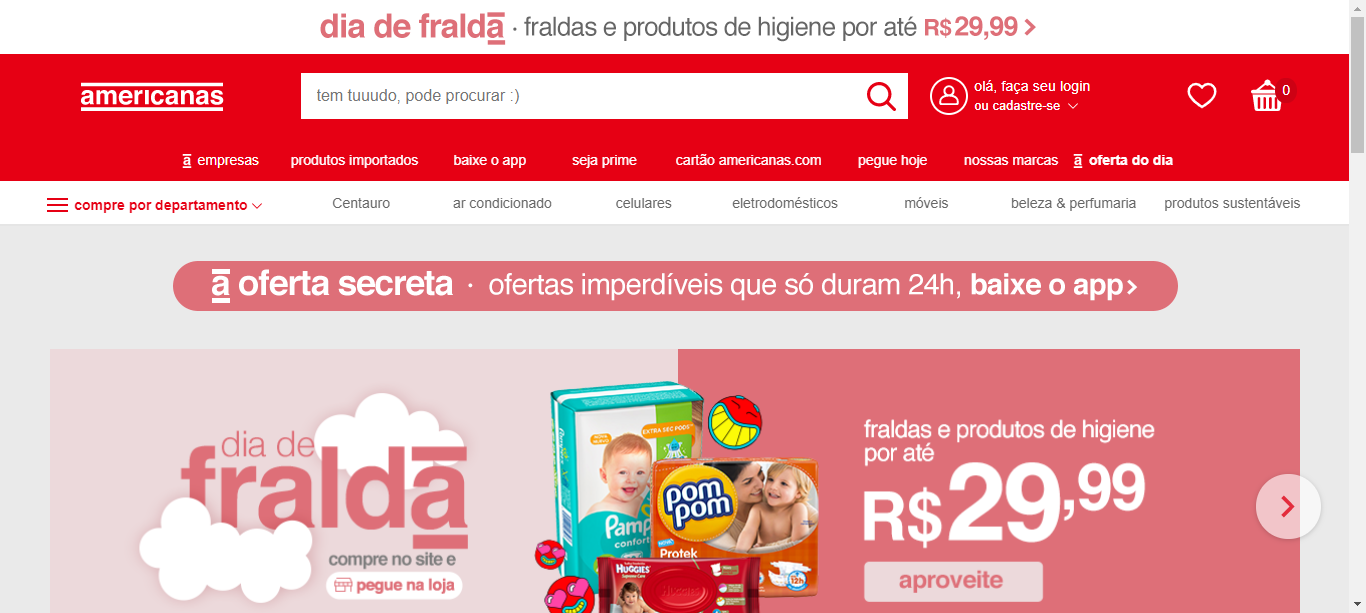 dia de fralda · fraldas e produtos de higiene por até R$ 29,99 >
americanas
tem tuuudo, pode procurar :)
olá, faça seu login
ou cadastre-se
0
a empresas
produtos importados
baixe o app
seja prime
cartão americanas.com
pegue hoje
nossas marcas
a oferta do dia
compre por departamento
Centauro
ar condicionado
celulares
eletrodomésticos
móveis
beleza & perfumaria
produtos sustentáveis
a oferta secreta · ofertas imperdíveis que só duram 24h, baixe o app>
dia de
fralda
compre no site e
pegue na loja
EXTRA SEC PODS
Pampers
confort
pom
pom
Protek
12h
HUGGIES
Huggies
fraldas e produtos de higiene
por até
R$29,99
aproveite